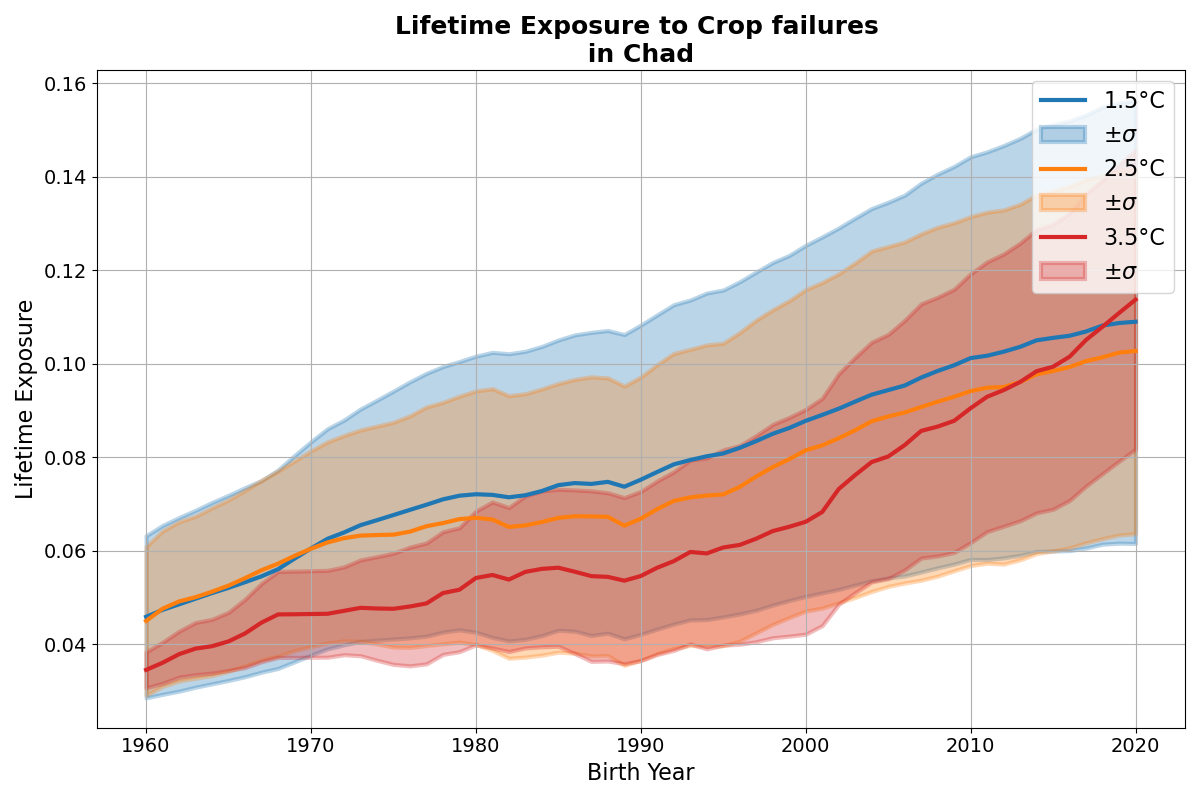 Lifetime Exposure to Crop failures
in Chad
0.16
0.14
0.12
0.10
0.08
0.06
0.04
Lifetime Exposure
1.5°C
±σ
2.5°C
±σ
3.5°C
±σ
1960
1970
1980
1990
2000
2010
2020
Birth Year